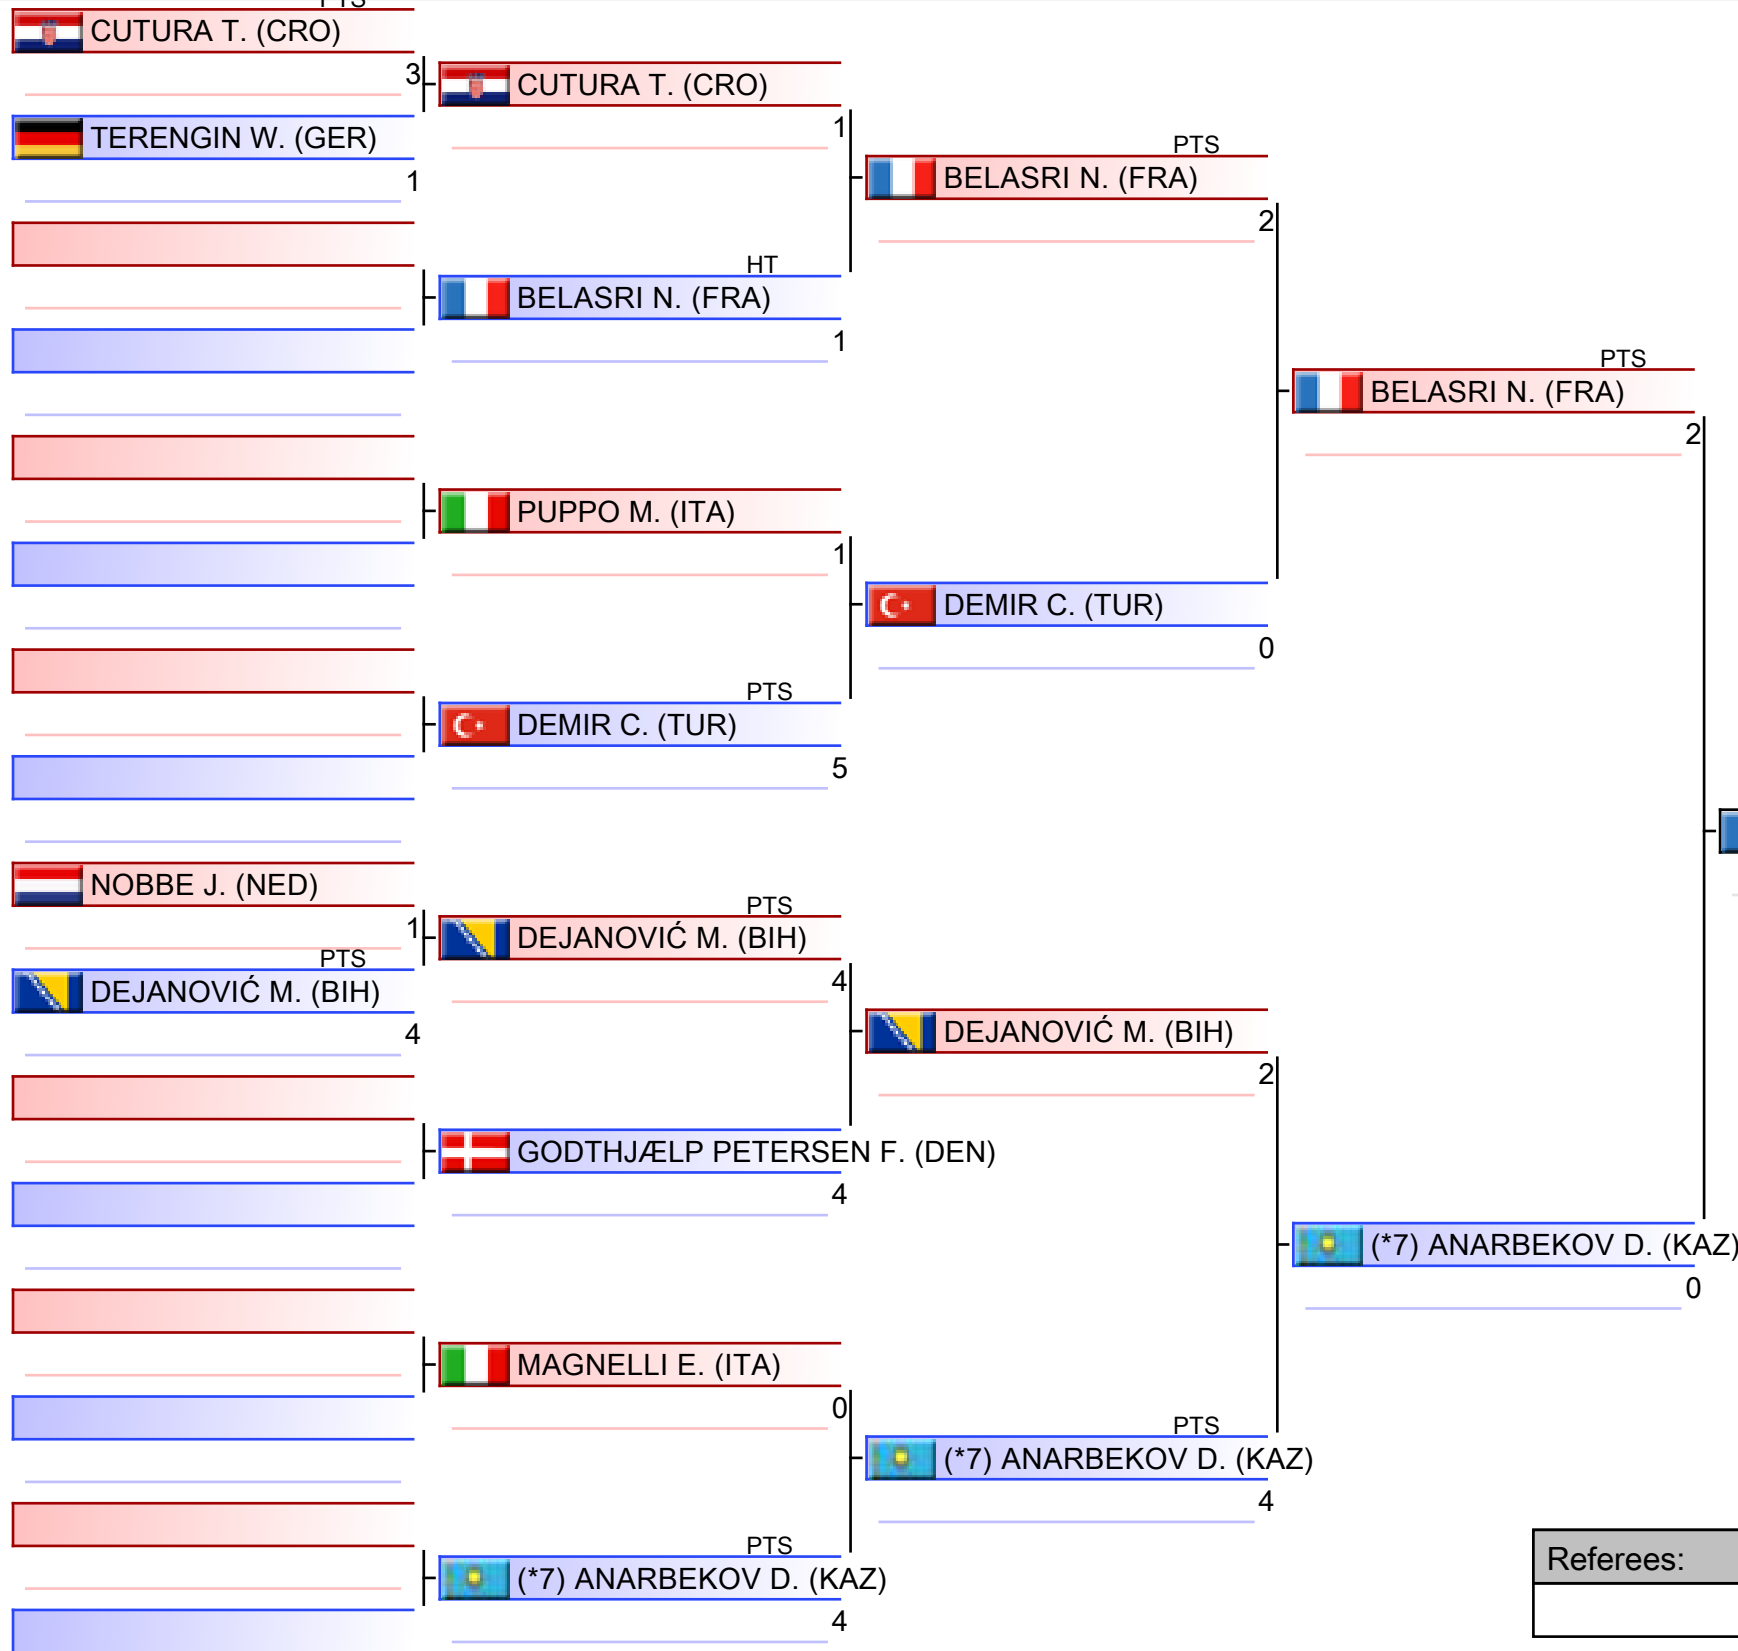 PTS
CUTURA T. (CRO)
3
TERENGIN W. (GER)
1
NOBBE J. (NED)
1
PTS
DEJANOVIĆ M. (BIH)
4
CUTURA T. (CRO)
1
HT
BELASRI N. (FRA)
1
PUPPO M. (ITA)
1
PTS
DEMIR C. (TUR)
5
PTS
DEJANOVIĆ M. (BIH)
4
GODTHJÆLP PETERSEN F. (DEN)
4
MAGNELLI E. (ITA)
0
PTS
(*7) ANARBEKOV D. (KAZ)
4
PTS
BELASRI N. (FRA)
2
DEMIR C. (TUR)
0
DEJANOVIĆ M. (BIH)
2
PTS
(*7) ANARBEKOV D. (KAZ)
4
PTS
BELASRI N. (FRA)
2
(*7) ANARBEKOV D. (KAZ)
0
Referees: